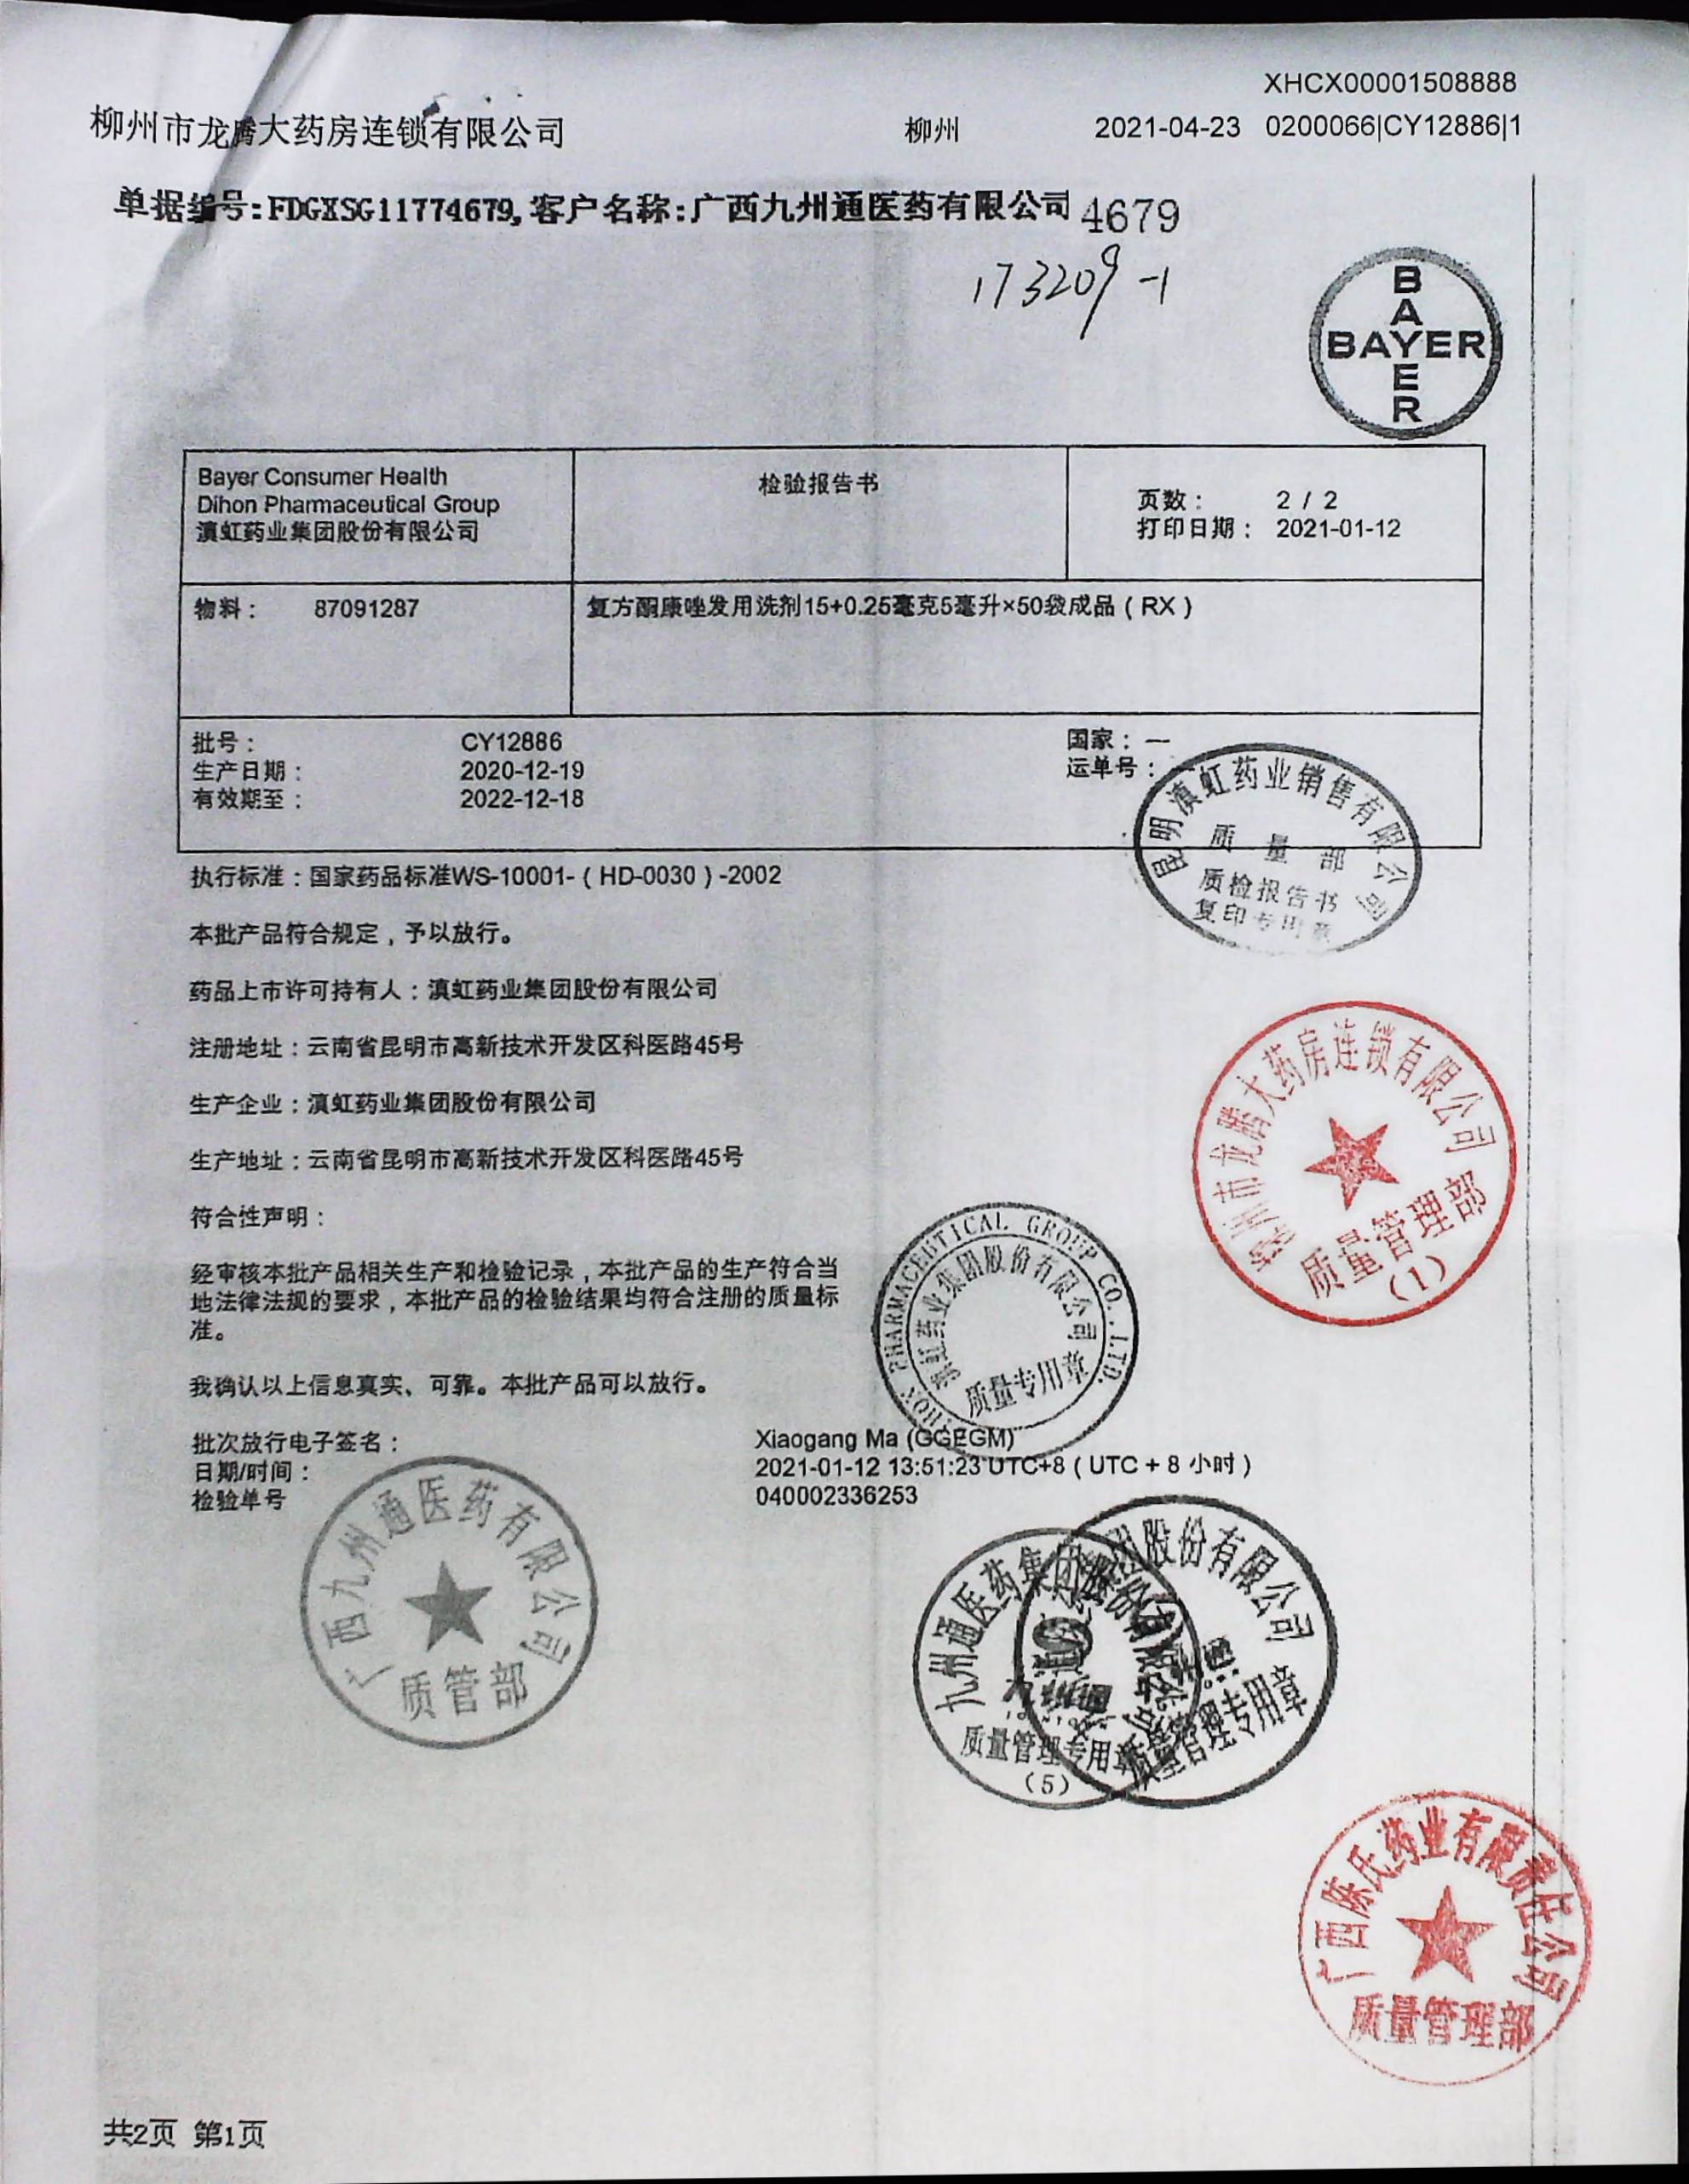 XHCX00001508888
柳州市龙腾大药房连锁有限公司 柳州 2021-04-23 0200066|CY12886|1
单据编号:FDGXSG11774679,客户名称:广西九州通医药有限公司 4679
173209-1
BAYER
BAYER
Bayer Consumer Health
Dihon Pharmaceutical Group
滇虹药业集团股份有限公司
检验报告书
页数: 2 / 2
打印日期: 2021-01-12
物料: 87091287
复方酮康唑发用洗剂15+0.25毫克5毫升×50袋成品(RX)
批号: CY12886
生产日期: 2020-12-19
有效期至: 2022-12-18
国家: —
运单号:
昆明滇虹药业销售有限公司
质量部
质检报告书
复印专用章
执行标准:国家药品标准WS-10001-(HD-0030)-2002
本批产品符合规定,予以放行。
药品上市许可持有人:滇虹药业集团股份有限公司
注册地址:云南省昆明市高新技术开发区科医路45号
生产企业:滇虹药业集团股份有限公司
生产地址:云南省昆明市高新技术开发区科医路45号
柳州市龙腾大药房连锁有限公司
质量管理部
(1)
符合性声明:
经审核本批产品相关生产和检验记录,本批产品的生产符合当
地法律法规的要求,本批产品的检验结果均符合注册的质量标
准。
我确认以上信息真实、可靠。本批产品可以放行。
DIHON PHARMACEUTICAL GROUP CO.,LTD.
滇虹药业集团股份有限公司
质量专用章
批次放行电子签名: Xiaogang Ma (GGEGM)
日期/时间: 2021-01-12 13:51:23 UTC+8 ( UTC + 8 小时 )
检验单号 040002336253
广西九州通医药有限公司
质管部
九州通医药集团股份有限公司
质量管理专用章
(5)
集团股份有限公司
质量管理专用章
广西陈氏药业有限责任公司
质量管理部
共2页 第1页